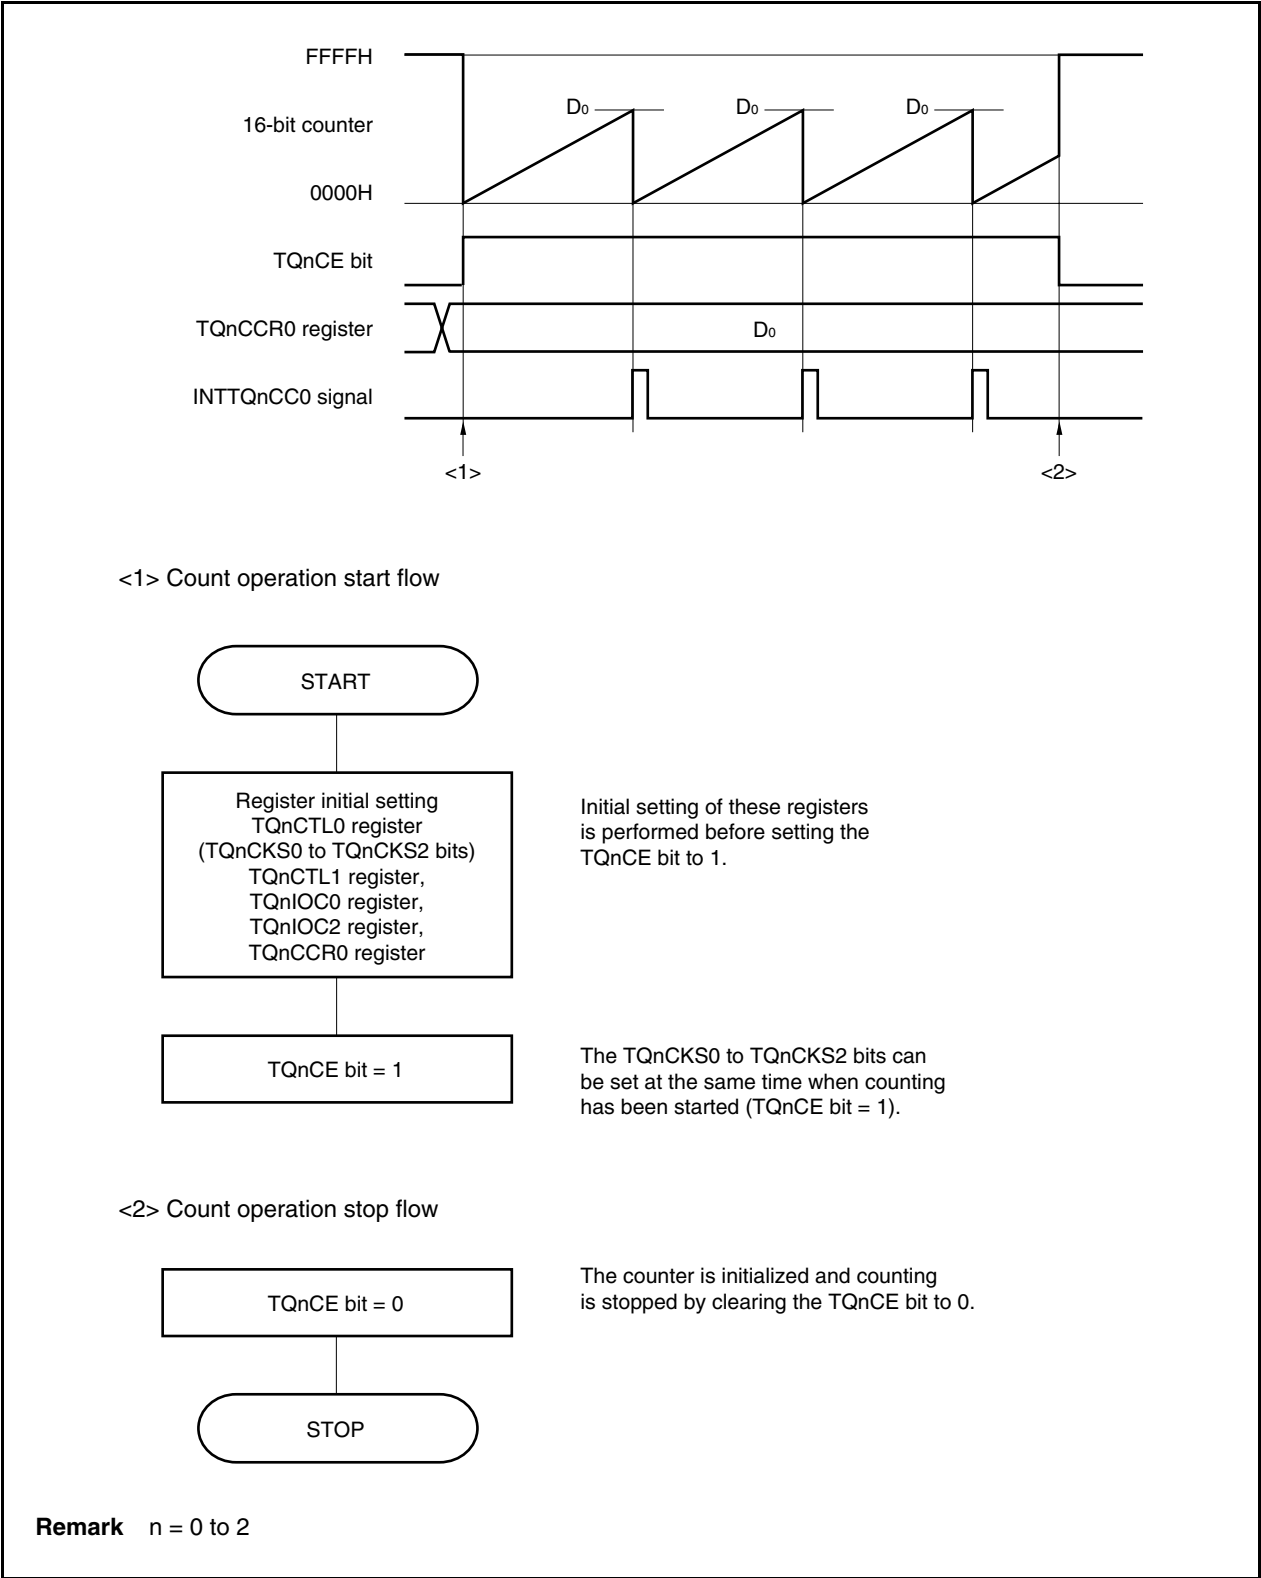 FFFFH
D0
D0
D0
16-bit counter
0000H
TQnCE bit
TQnCCR0 register
D0
INTTQnCC0 signal
<1>
<2>
<1> Count operation start flow
START
Register initial setting
TQnCTL0 register
(TQnCKS0 to TQnCKS2 bits)
TQnCTL1 register,
TQnIOC0 register,
TQnIOC2 register,
TQnCCR0 register
Initial setting of these registers
is performed before setting the
TQnCE bit to 1.
TQnCE bit = 1
The TQnCKS0 to TQnCKS2 bits can
be set at the same time when counting
has been started (TQnCE bit = 1).
<2> Count operation stop flow
TQnCE bit = 0
The counter is initialized and counting
is stopped by clearing the TQnCE bit to 0.
STOP
Remark n = 0 to 2